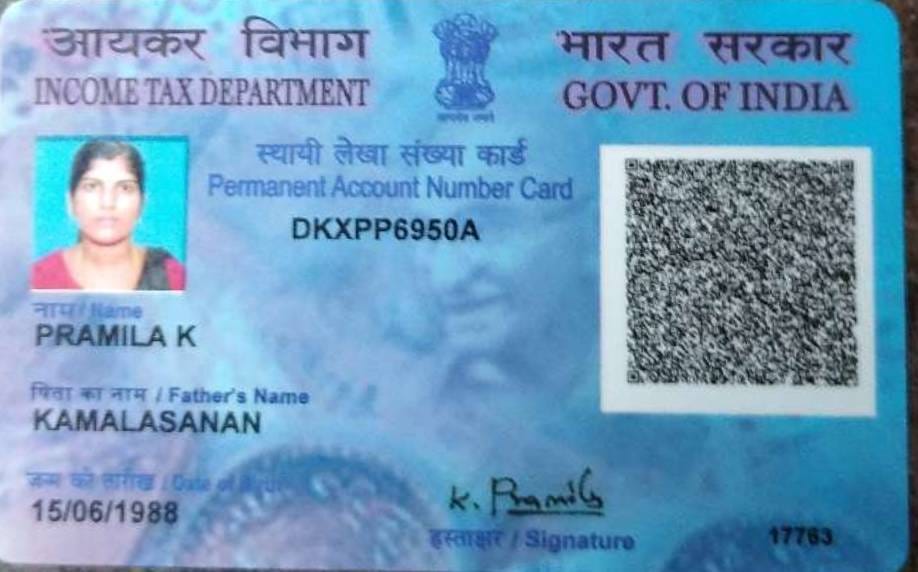 आयकर विभाग
INCOME TAX DEPARTMENT
भारत सरकार
GOVT. OF INDIA
सत्यमेव जयते
स्थायी लेखा संख्या कार्ड
Permanent Account Number Card
DKXPP6950A
नाम / Name
PRAMILA K
पिता का नाम / Father's Name
KAMALASANAN
जन्म की तारीख / Date of Birth
15/06/1988
K. Pramila
हस्ताक्षर / Signature
17763